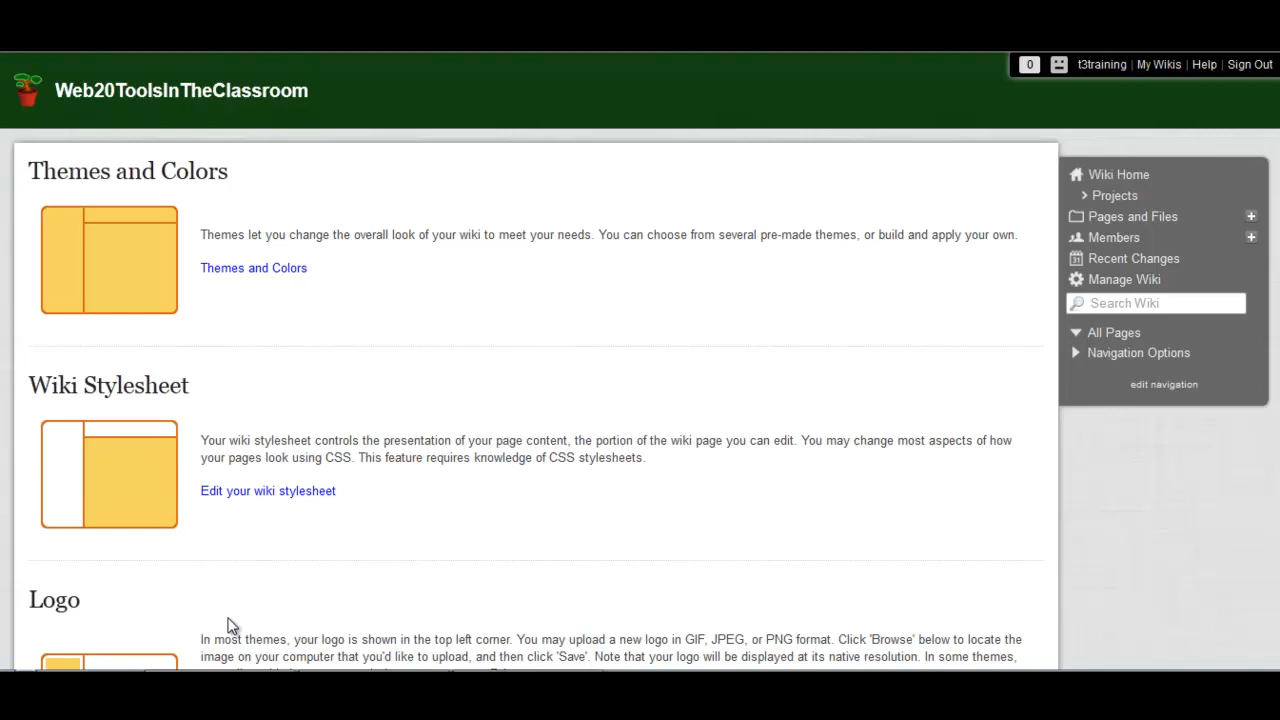 0 t3training | My Wikis | Help | Sign Out
Web20ToolsInTheClassroom
Themes and Colors
Themes let you change the overall look of your wiki to meet your needs. You can choose from several pre-made themes, or build and apply your own.
Themes and Colors
Wiki Stylesheet
Your wiki stylesheet controls the presentation of your page content, the portion of the wiki page you can edit. You may change most aspects of how
your pages look using CSS. This feature requires knowledge of CSS stylesheets.
Edit your wiki stylesheet
Logo
In most themes, your logo is shown in the top left corner. You may upload a new logo in GIF, JPEG, or PNG format. Click 'Browse' below to locate the
image on your computer that you'd like to upload, and then click 'Save'. Note that your logo will be displayed at its native resolution. In some themes,
Wiki Home
Projects
Pages and Files +
Members +
31 Recent Changes
Manage Wiki
Search Wiki
All Pages
Navigation Options
edit navigation